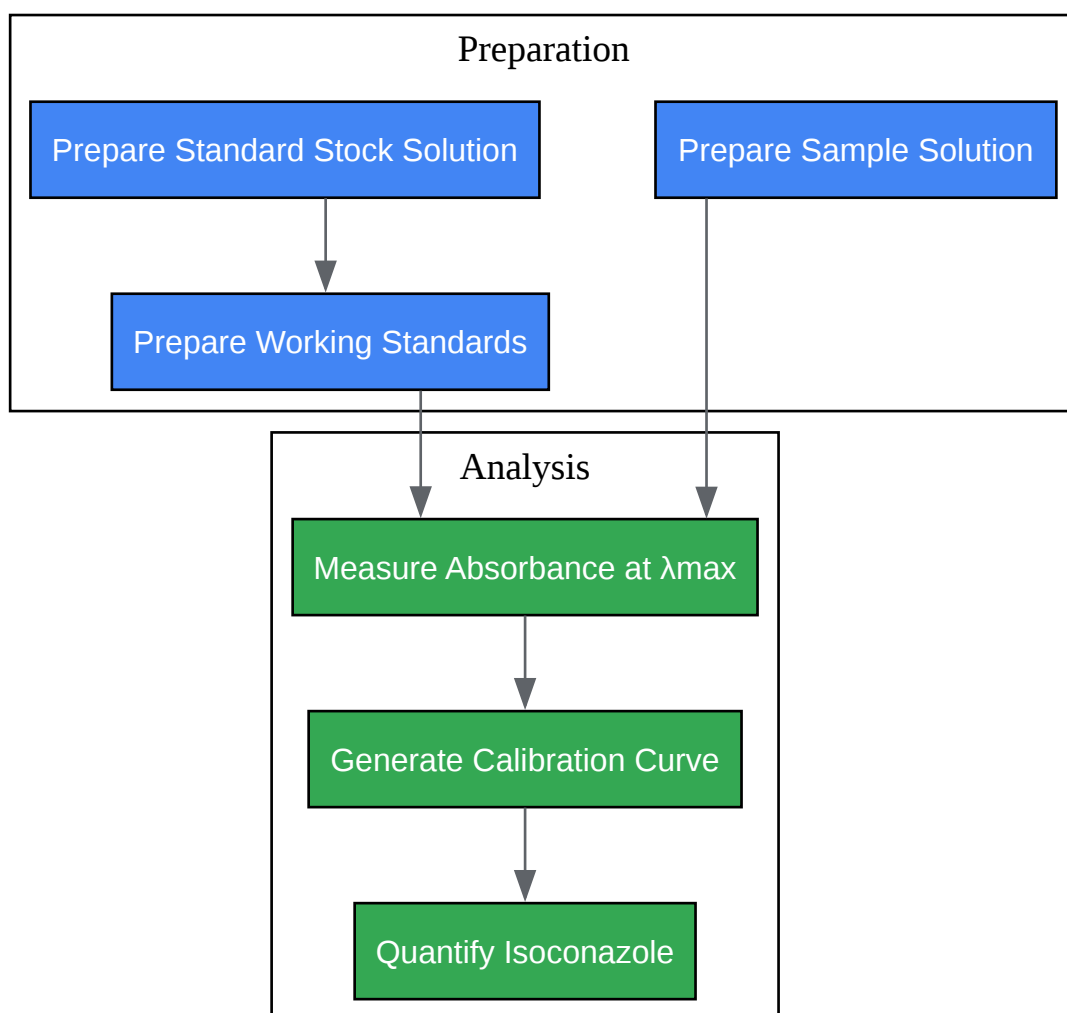 Preparation
Prepare Standard Stock Solution
Prepare Sample Solution
Prepare Working Standards
Analysis
Measure Absorbance at λmax
Generate Calibration Curve
Quantify Isoconazole